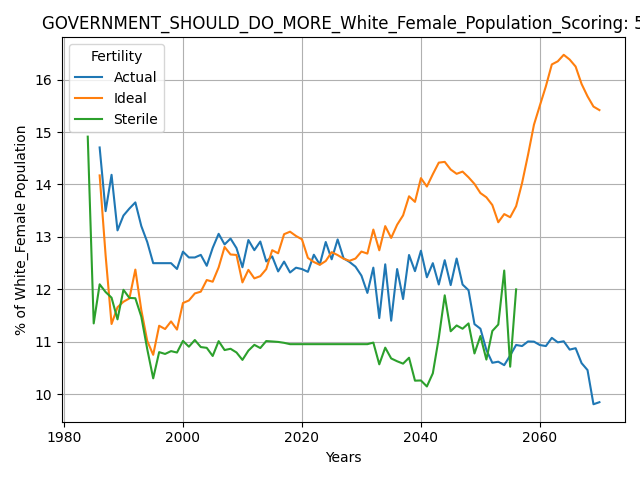 GOVERNMENT_SHOULD_DO_MORE_White_Female_Population_Scoring: 5
Fertility
Actual
Ideal
Sterile
% of White_Female Population
16
15
14
13
12
11
10
1980
2000
2020
2040
2060
Years